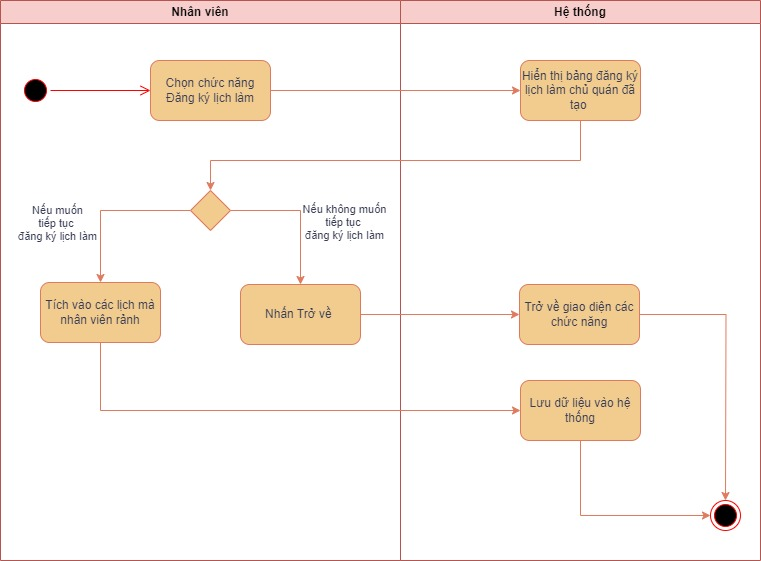 Nhân viên
Hệ thống
Chọn chức năng
Đăng ký lịch làm
Hiển thị bảng đăng ký
lịch làm chủ quán đã
tạo
Nếu muốn
tiếp tục
đăng ký lịch làm
Nếu không muốn
tiếp tục
đăng ký lịch làm
Tích vào các lịch mà
nhân viên rảnh
Nhấn Trở về
Trở về giao diện các
chức năng
Lưu dữ liệu vào hệ
thống